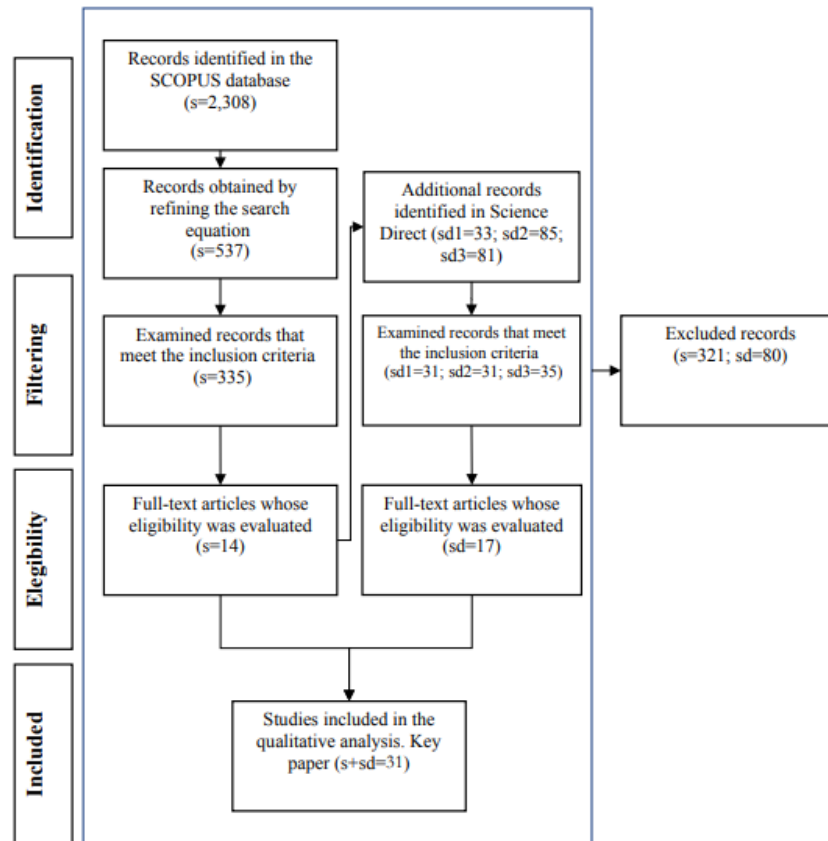 Identification
Records identified in the
SCOPUS database
(s=2,308)
Records obtained by
refining the search
equation
(s=537)
Additional records
identified in Science
Direct (sd1=33; sd2=85;
sd3=81)
Filtering
Examined records that
meet the inclusion criteria
(s=335)
Examined records that meet
the inclusion criteria
(sd1=31; sd2=31; sd3=35)
Excluded records
(s=321; sd=80)
Elegibility
Full-text articles whose
eligibility was evaluated
(s=14)
Full-text articles whose
eligibility was evaluated
(sd=17)
Included
Studies included in the
qualitative analysis. Key
paper (s+sd=31)